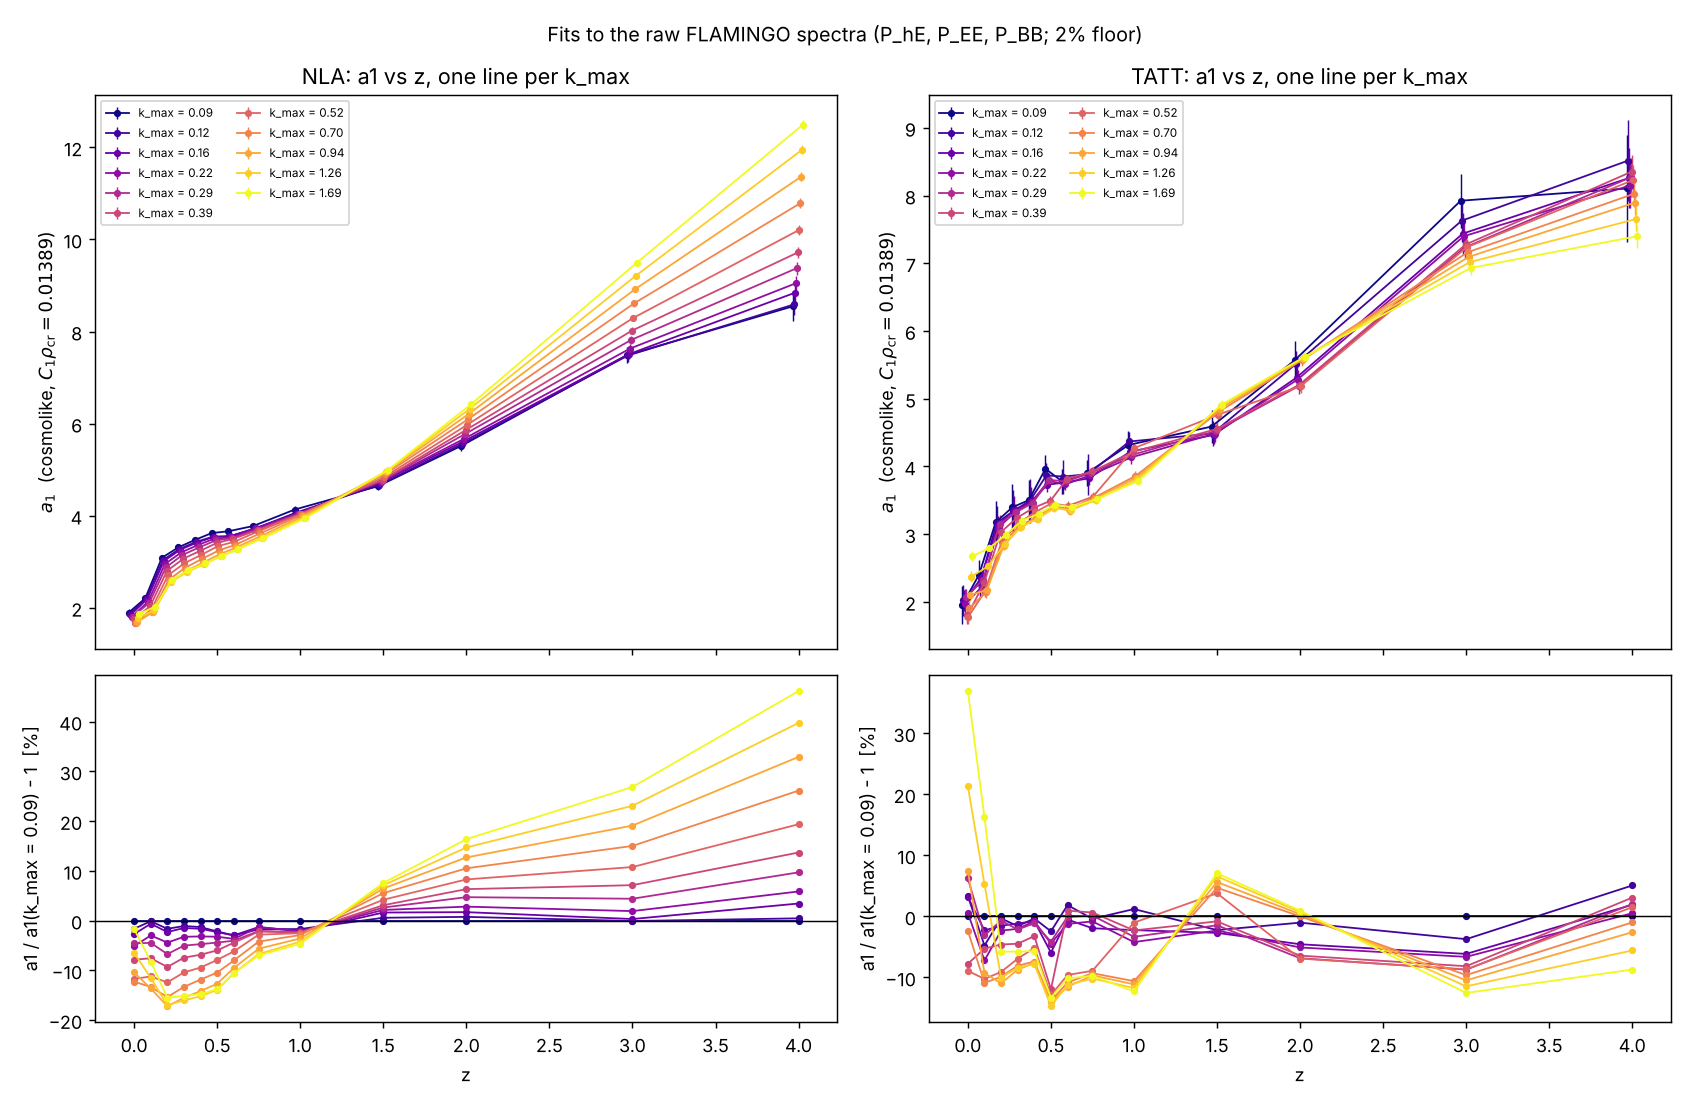 Fits to the raw FLAMINGO spectra (P_hE, P_EE, P_BB; 2% floor)
NLA: a1 vs z, one line per k_max
k_max = 0.09
k_max = 0.12
k_max = 0.16
k_max = 0.22
k_max = 0.29
k_max = 0.39
k_max = 0.52
k_max = 0.70
k_max = 0.94
k_max = 1.26
k_max = 1.69
a₁ (cosmolike, C₁ρcr = 0.01389)
12
10
8
6
4
2
TATT: a1 vs z, one line per k_max
k_max = 0.09
k_max = 0.12
k_max = 0.16
k_max = 0.22
k_max = 0.29
k_max = 0.39
k_max = 0.52
k_max = 0.70
k_max = 0.94
k_max = 1.26
k_max = 1.69
a₁ (cosmolike, C₁ρcr = 0.01389)
9
8
7
6
5
4
3
2
a1 / a1(k_max = 0.09) - 1 [%]
40
30
20
10
0
−10
−20
0.0 0.5 1.0 1.5 2.0 2.5 3.0 3.5 4.0
z
a1 / a1(k_max = 0.09) - 1 [%]
30
20
10
0
−10
0.0 0.5 1.0 1.5 2.0 2.5 3.0 3.5 4.0
z